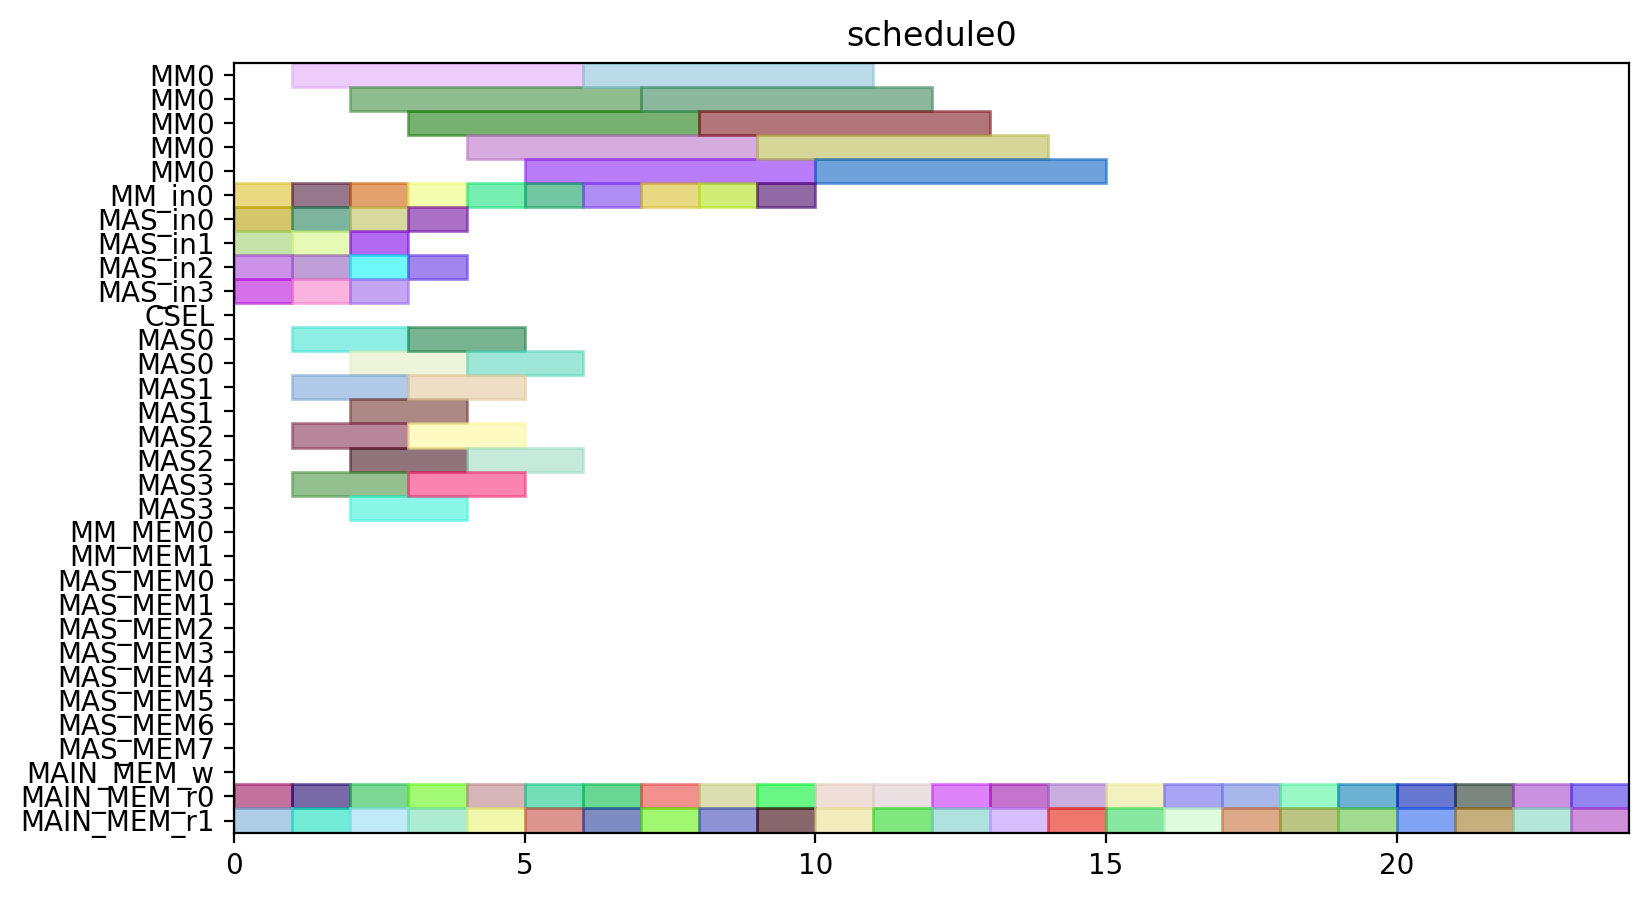 schedule0
MM0
MM0
MM0
MM0
MM0
MM_in0
MAS_in0
MAS_in1
MAS_in2
MAS_in3
CSEL
MAS0
MAS0
MAS1
MAS1
MAS2
MAS2
MAS3
MAS3
MM_MEM0
MM_MEM1
MAS_MEM0
MAS_MEM1
MAS_MEM2
MAS_MEM3
MAS_MEM4
MAS_MEM5
MAS_MEM6
MAS_MEM7
MAIN_MEM_w
MAIN_MEM_r0
MAIN_MEM_r1
0 5 10 15 20